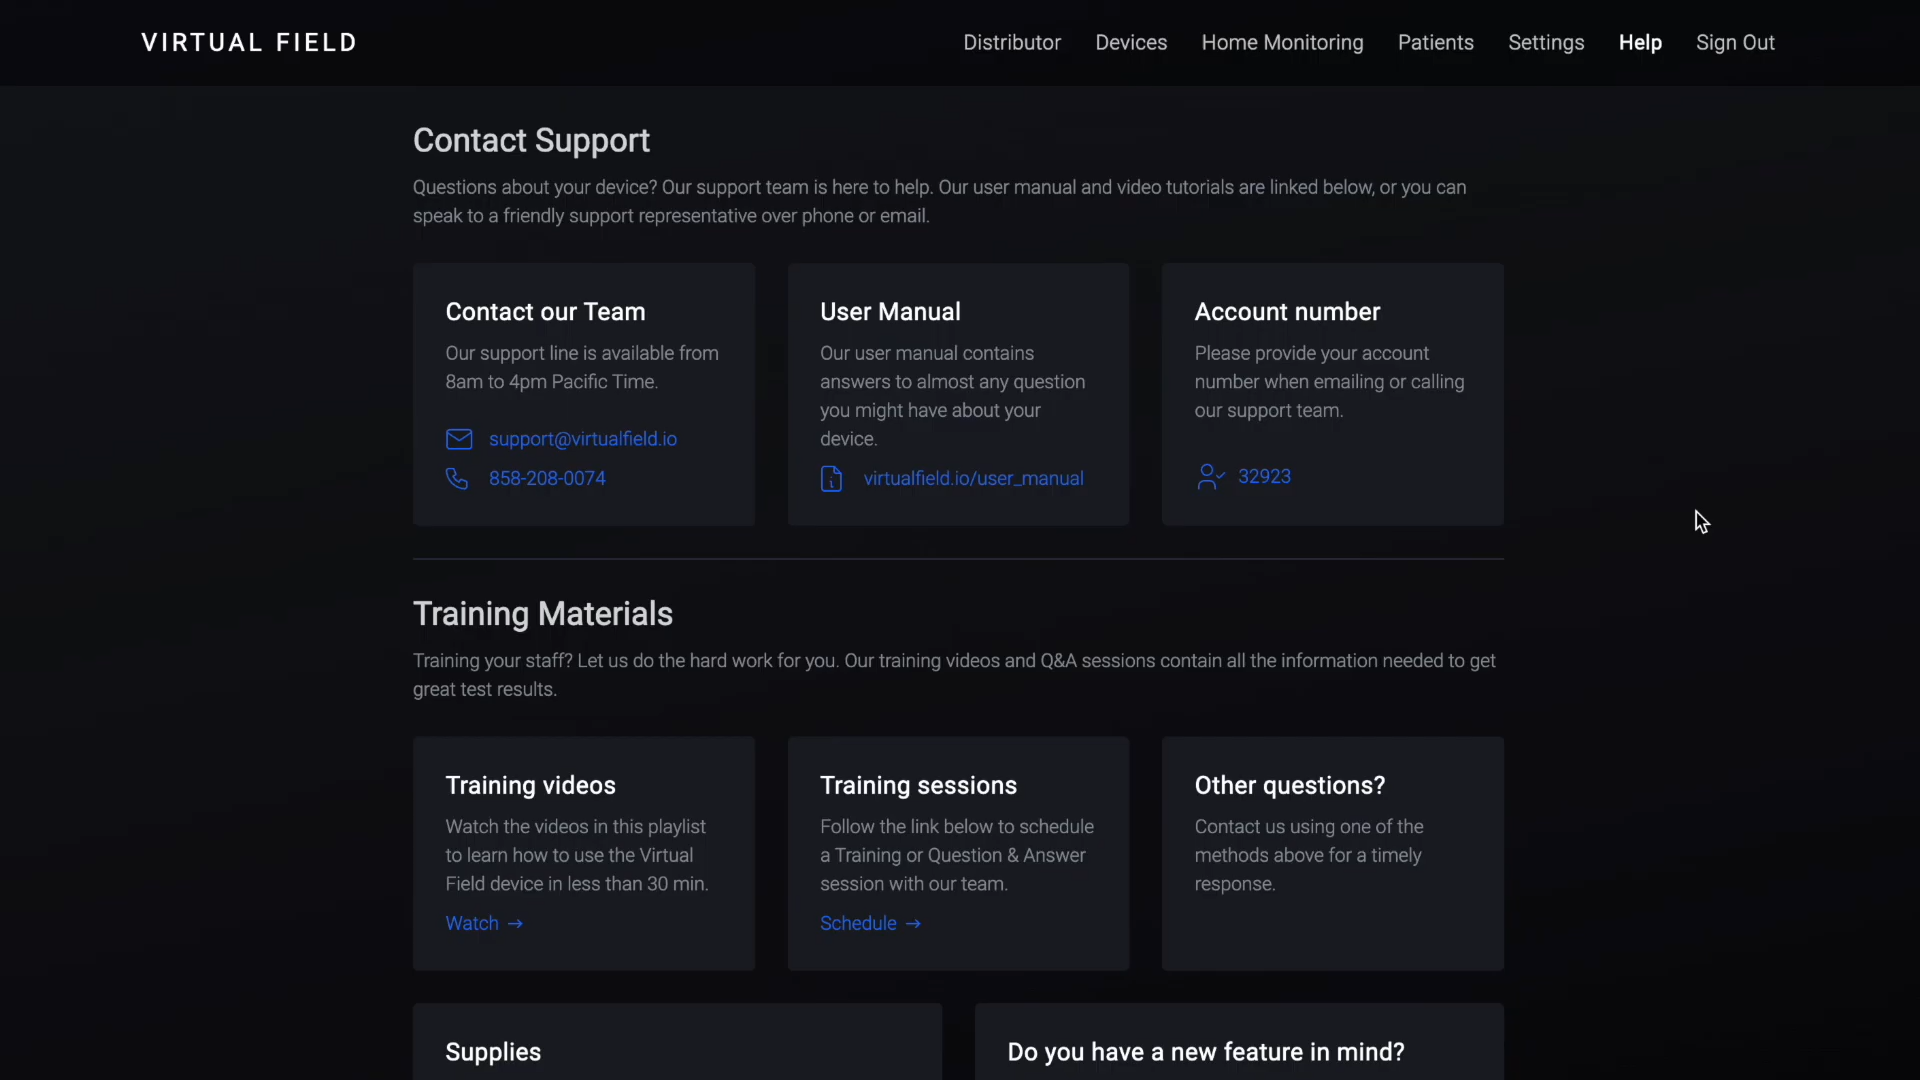 VIRTUAL FIELD
Distributor Devices Home Monitoring Patients Settings Help Sign Out
Contact Support
Questions about your device? Our support team is here to help. Our user manual and video tutorials are linked below, or you can
speak to a friendly support representative over phone or email.
Contact our Team
Our support line is available from
8am to 4pm Pacific Time.
support@virtualfield.io
858-208-0074
User Manual
Our user manual contains
answers to almost any question
you might have about your
device.
virtualfield.io/user_manual
Account number
Please provide your account
number when emailing or calling
our support team.
32923
Training Materials
Training your staff? Let us do the hard work for you. Our training videos and Q&A sessions contain all the information needed to get
great test results.
Training videos
Watch the videos in this playlist
to learn how to use the Virtual
Field device in less than 30 min.
Watch →
Training sessions
Follow the link below to schedule
a Training or Question & Answer
session with our team.
Schedule →
Other questions?
Contact us using one of the
methods above for a timely
response.
Supplies
Do you have a new feature in mind?